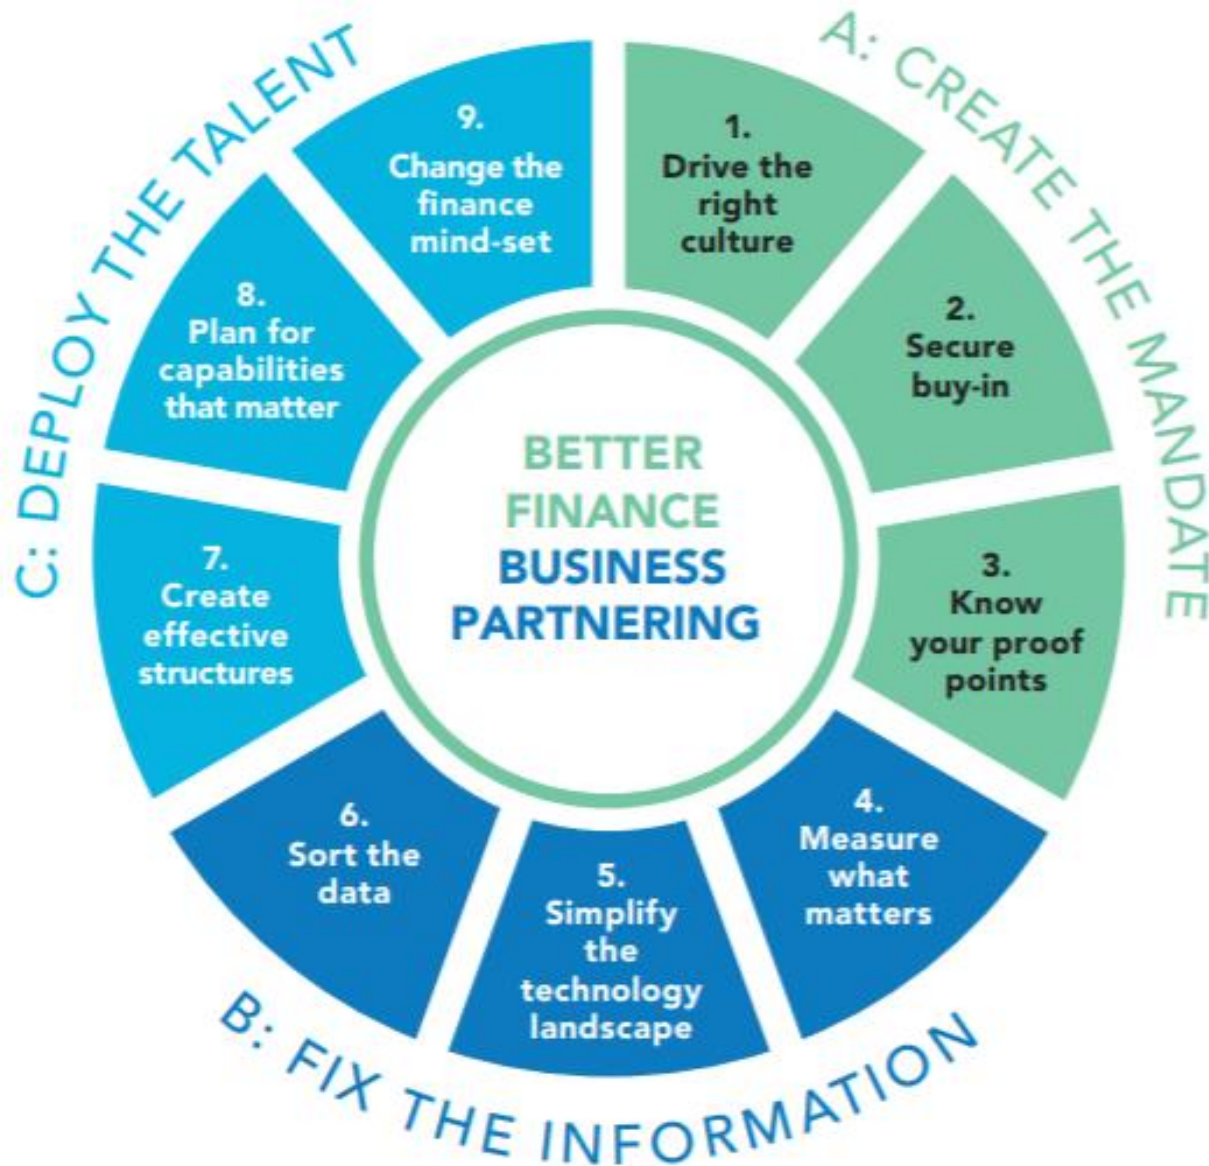 A: CREATE THE MANDATE
1.
Drive the
right
culture
2.
Secure
buy-in
3.
Know
your proof
points
B: FIX THE INFORMATION
4.
Measure
what
matters
5.
Simplify
the
technology
landscape
6.
Sort the
data
C: DEPLOY THE TALENT
7.
Create
effective
structures
8.
Plan for
capabilities
that matter
9.
Change the
finance
mind-set
BETTER
FINANCE
BUSINESS
PARTNERING